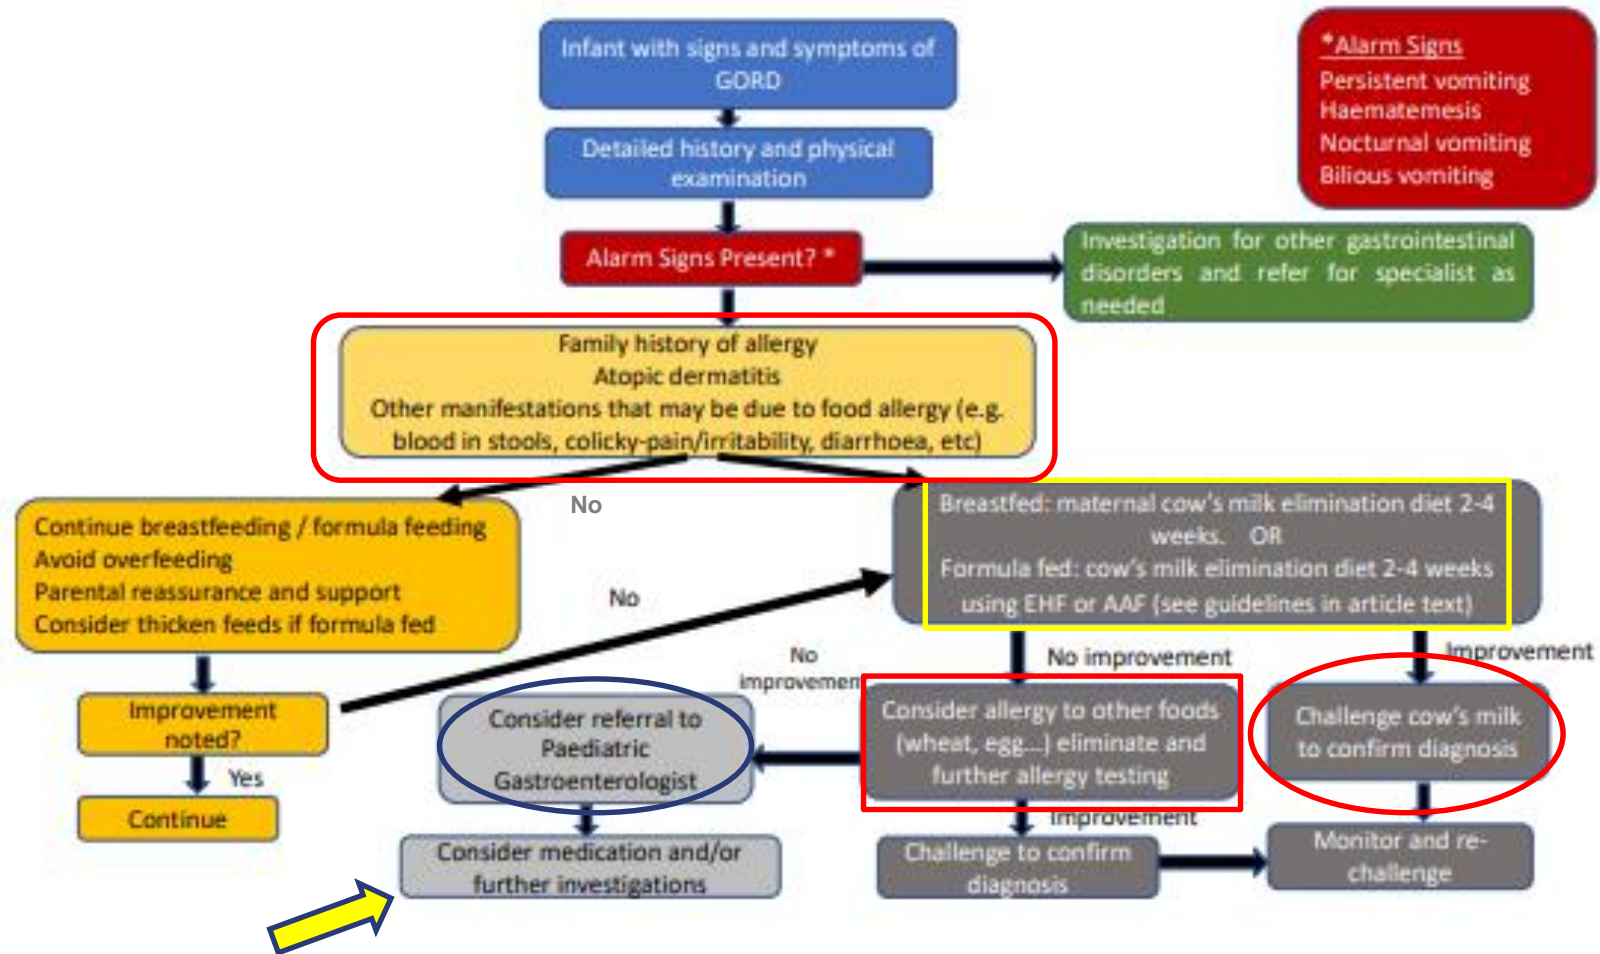 Infant with signs and symptoms of
GORD
*Alarm Signs
Persistent vomiting
Haematemesis
Nocturnal vomiting
Bilious vomiting
Detailed history and physical
examination
Alarm Signs Present? *
Investigation for other gastrointestinal
disorders and refer for specialist as
needed
Family history of allergy
Atopic dermatitis
Other manifestations that may be due to food allergy (e.g.
blood in stools, colicky-pain/irritability, diarrhoea, etc)
No
Continue breastfeeding / formula feeding
Avoid overfeeding
Parental reassurance and support
Consider thicken feeds if formula fed
Breastfed: maternal cow's milk elimination diet 2-4
weeks. OR
Formula fed: cow's milk elimination diet 2-4 weeks
using EHF or AAF (see guidelines in article text)
No
No
improvement
No improvement
Improvement
Improvement
noted?
Yes
Continue
Consider referral to
Paediatric
Gastroenterologist
Consider allergy to other foods
(wheat, egg...) eliminate and
further allergy testing
Challenge cow's milk
to confirm diagnosis
Improvement
Consider medication and/or
further investigations
Challenge to confirm
diagnosis
Monitor and re-
challenge